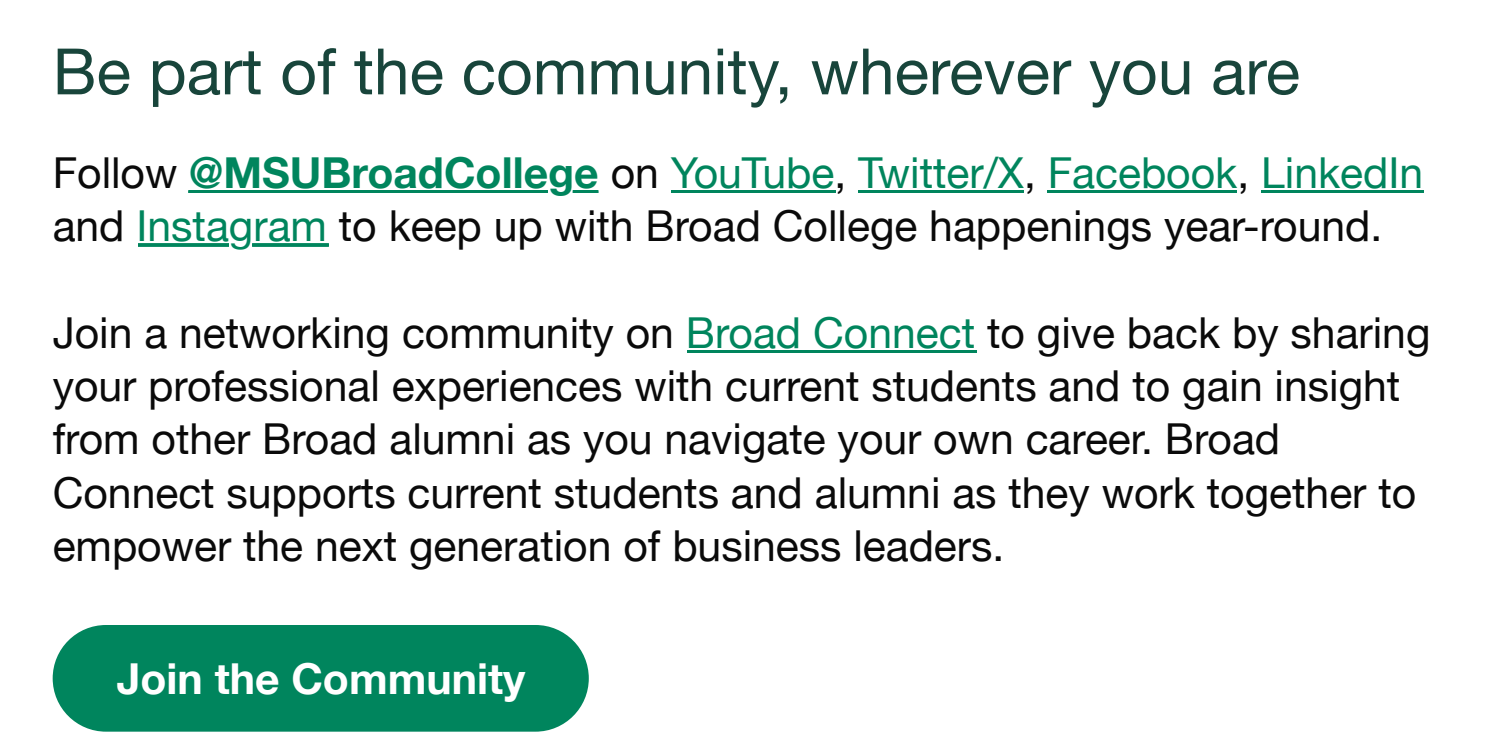 Be part of the community, wherever you are
Follow @MSUBroadCollege on YouTube, Twitter/X, Facebook, LinkedIn
and Instagram to keep up with Broad College happenings year-round.
Join a networking community on Broad Connect to give back by sharing
your professional experiences with current students and to gain insight
from other Broad alumni as you navigate your own career. Broad
Connect supports current students and alumni as they work together to
empower the next generation of business leaders.
Join the Community